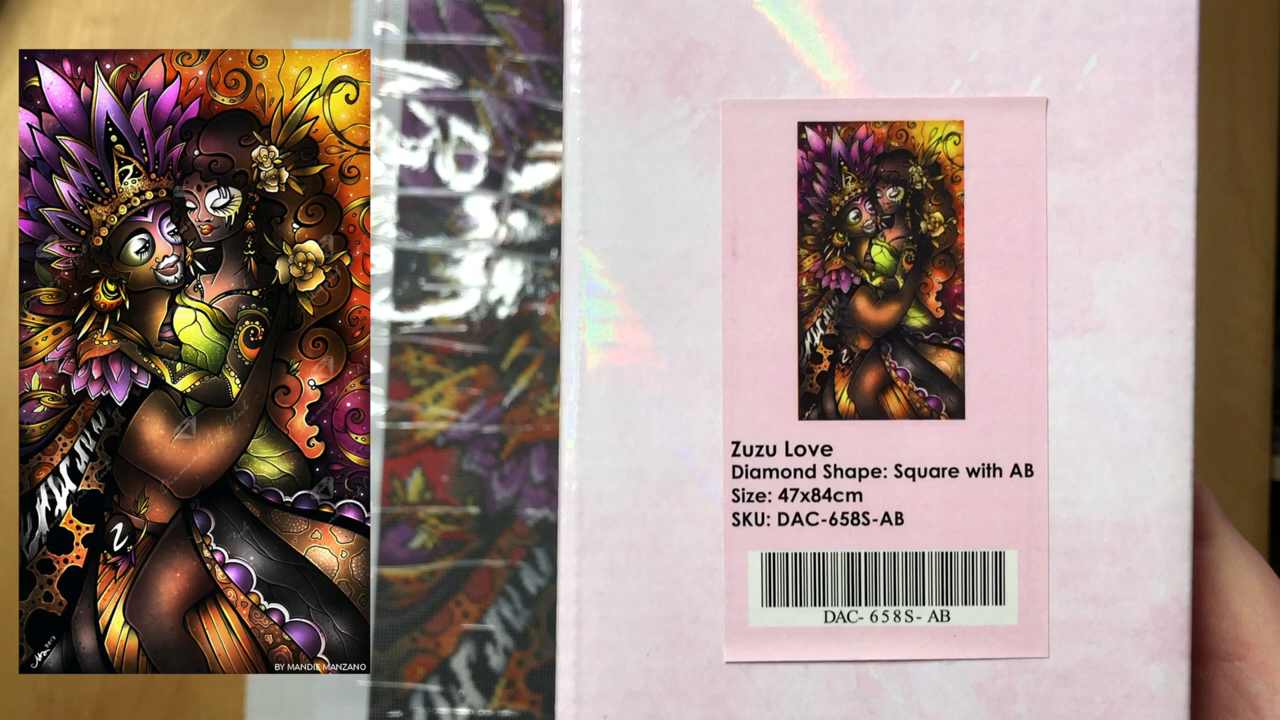 Z
Z
BY MANDIE MANZANO
Zuzu Love
Diamond Shape: Square with AB
Size: 47x84cm
SKU: DAC-658S-AB
DAC- 658S- AB